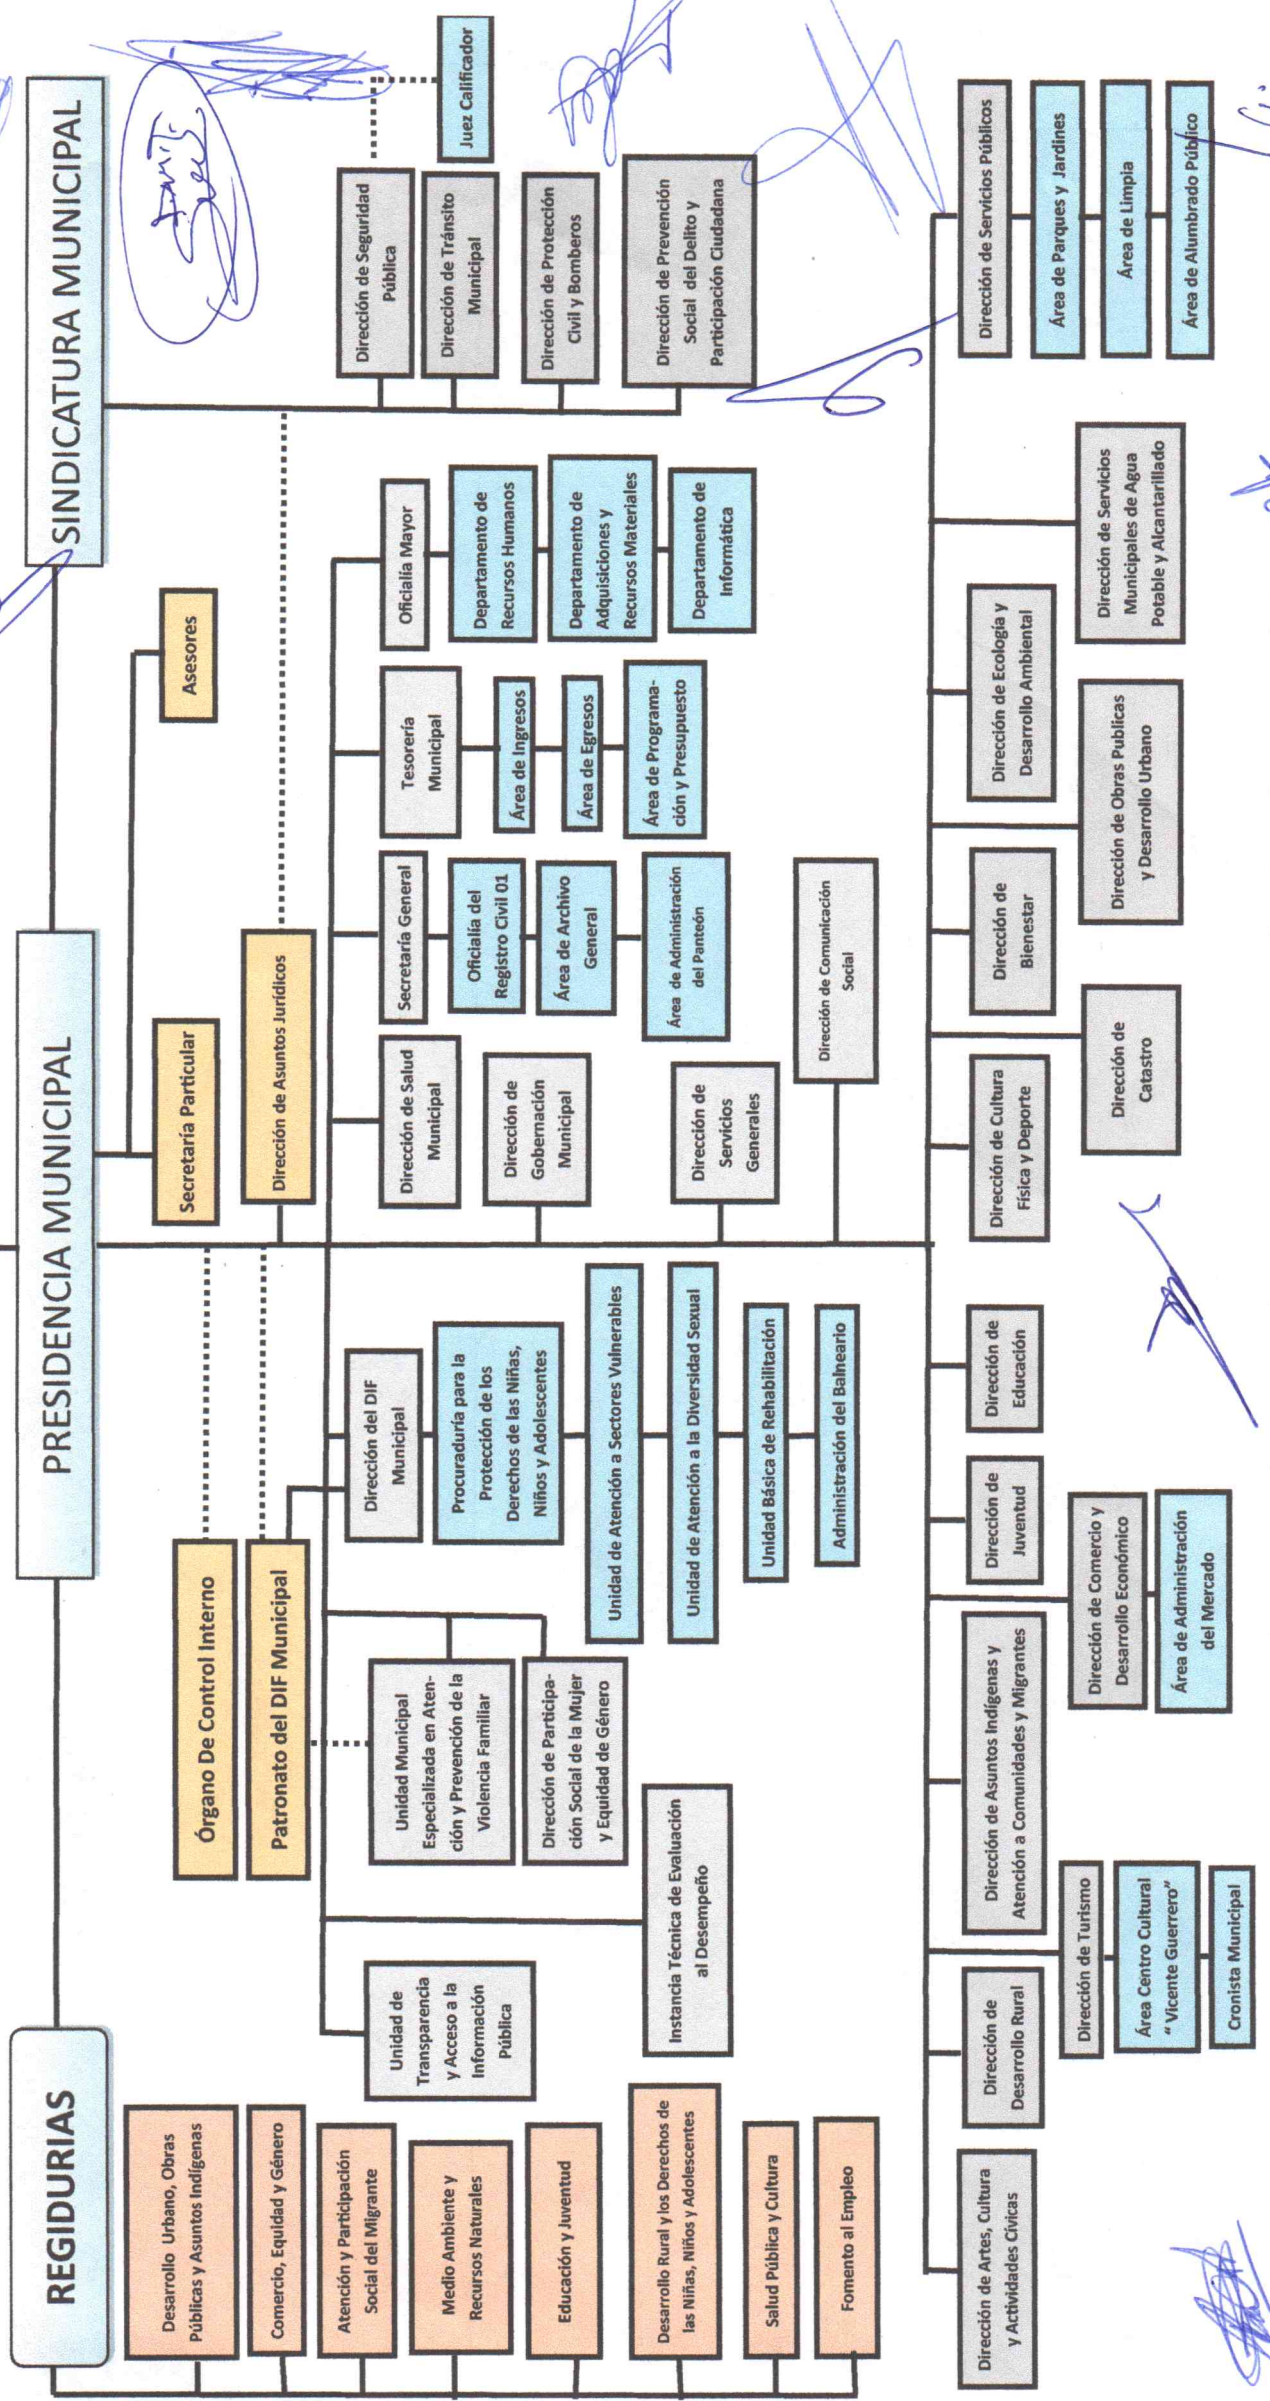 REGIDURIAS
PRESIDENCIA MUNICIPAL
SINDICATURA MUNICIPAL
Desarrollo Urbano, Obras
Públicas y Asuntos Indígenas
Comercio, Equidad y Género
Atención y Participación
Social del Migrante
Medio Ambiente y
Recursos Naturales
Educación y Juventud
Desarrollo Rural y los Derechos de
las Niñas, Niños y Adolescentes
Salud Pública y Cultura
Fomento al Empleo
Secretaría Particular
Asesores
Órgano De Control Interno
Patronato del DIF Municipal
Dirección de Asuntos Jurídicos
Unidad de
Transparencia
y Acceso a la
Información
Pública
Instancia Técnica de Evaluación
al Desempeño
Unidad Municipal
Especializada en Aten-
ción y Prevención de la
Violencia Familiar
Dirección de Participa-
ción Social de la Mujer
y Equidad de Género
Dirección del DIF
Municipal
Procuraduría para la
Protección de los
Derechos de las Niñas,
Niños y Adolescentes
Unidad de Atención a Sectores Vulnerables
Unidad de Atención a la Diversidad Sexual
Unidad Básica de Rehabilitación
Administración del Balneario
Dirección de Salud
Municipal
Dirección de
Gobernación
Municipal
Dirección de
Servicios
Generales
Dirección de Comunicación
Social
Secretaría General
Oficialía del
Registro Civil 01
Área de Archivo
General
Área de Administración
del Panteón
Tesorería
Municipal
Área de Ingresos
Área de Egresos
Área de Programa-
ción y Presupuesto
Oficialía Mayor
Departamento de
Recursos Humanos
Departamento de
Adquisiciones y
Recursos Materiales
Departamento de
Informática
Dirección de Seguridad
Pública
Juez Calificador
Dirección de Tránsito
Municipal
Dirección de Protección
Civil y Bomberos
Dirección de Prevención
Social del Delito y
Participación Ciudadana
Dirección de Artes, Cultura
y Actividades Cívicas
Dirección de
Desarrollo Rural
Dirección de Turismo
Área Centro Cultural
“ Vicente Guerrero”
Cronista Municipal
Dirección de Asuntos Indígenas y
Atención a Comunidades y Migrantes
Dirección de Comercio y
Desarrollo Económico
Área de Administración
del Mercado
Dirección de
Juventud
Dirección de
Educación
Dirección de Cultura
Física y Deporte
Dirección de
Catastro
Dirección de
Bienestar
Dirección de Obras Publicas
y Desarrollo Urbano
Dirección de Ecología y
Desarrollo Ambiental
Dirección de Servicios
Municipales de Agua
Potable y Alcantarillado
Dirección de Servicios Públicos
Área de Parques y Jardines
Área de Limpia
Área de Alumbrado Público